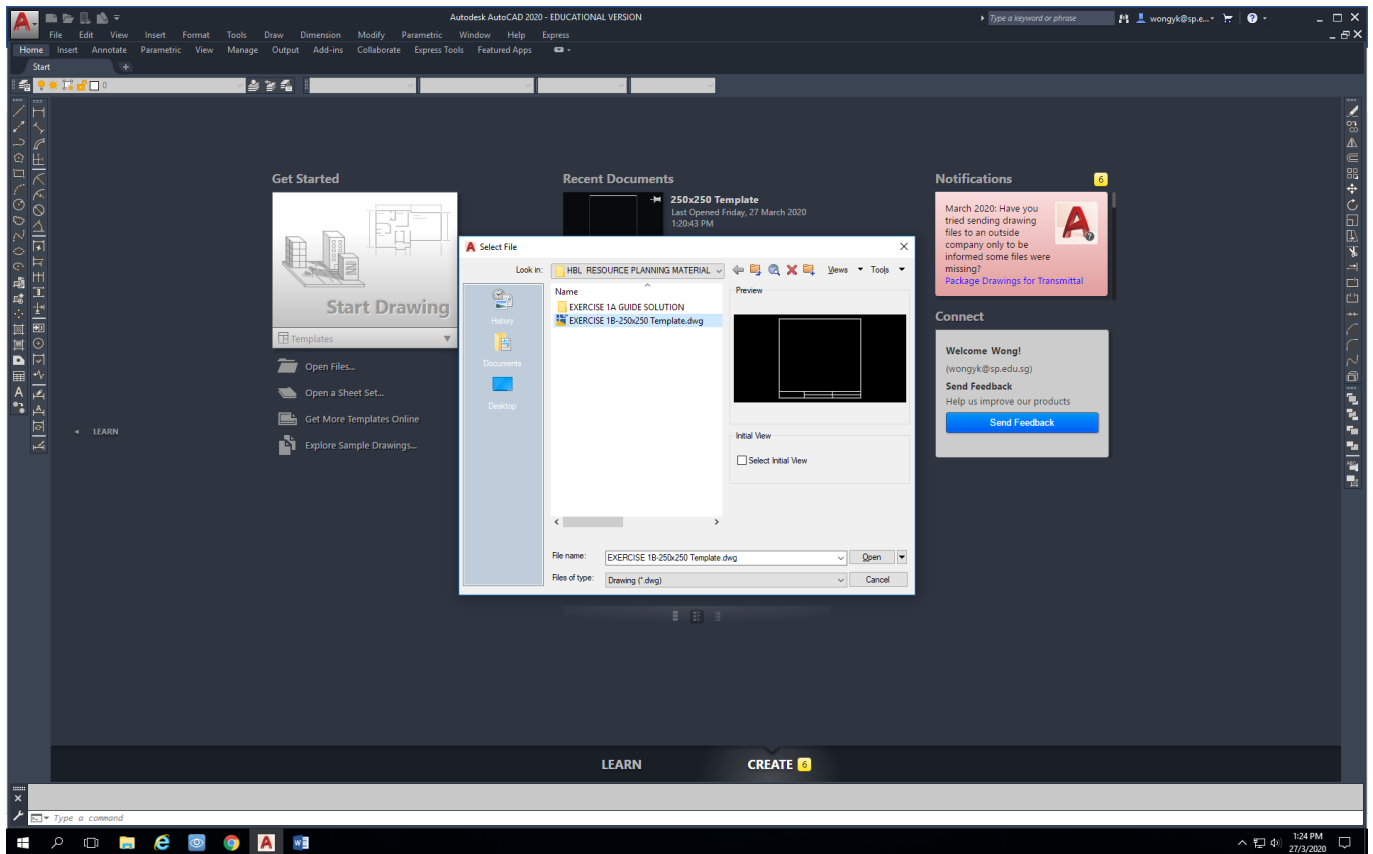 Autodesk AutoCAD 2020 - EDUCATIONAL VERSION
Type a keyword or phrase
wongyk@sp.e...
File Edit View Insert Format Tools Draw Dimension Modify Parametric Window Help Express
Home Insert Annotate Parametric View Manage Output Add-ins Collaborate Express Tools Featured Apps
Start
0
Get Started
Start Drawing
Templates
Open Files...
Open a Sheet Set...
Get More Templates Online
Explore Sample Drawings...
LEARN
Recent Documents
250x250 Template
Last Opened Friday, 27 March 2020
1:20:43 PM
Select File
Look in: HBL RESOURCE PLANNING MATERIAL
Views Tools
History
Documents
Desktop
Name
EXERCISE 1A GUIDE SOLUTION
EXERCISE 1B-250x250 Template.dwg
Preview
Initial View
Select Initial View
File name: EXERCISE 1B-250x250 Template.dwg Open
Files of type: Drawing (*.dwg) Cancel
Notifications 6
March 2020: Have you
tried sending drawing
files to an outside
company only to be
informed some files were
missing?
Package Drawings for Transmittal
Connect
Welcome Wong!
(wongyk@sp.edu.sg)
Send Feedback
Help us improve our products
Send Feedback
LEARN CREATE 6
Type a command
1:24 PM
27/3/2020